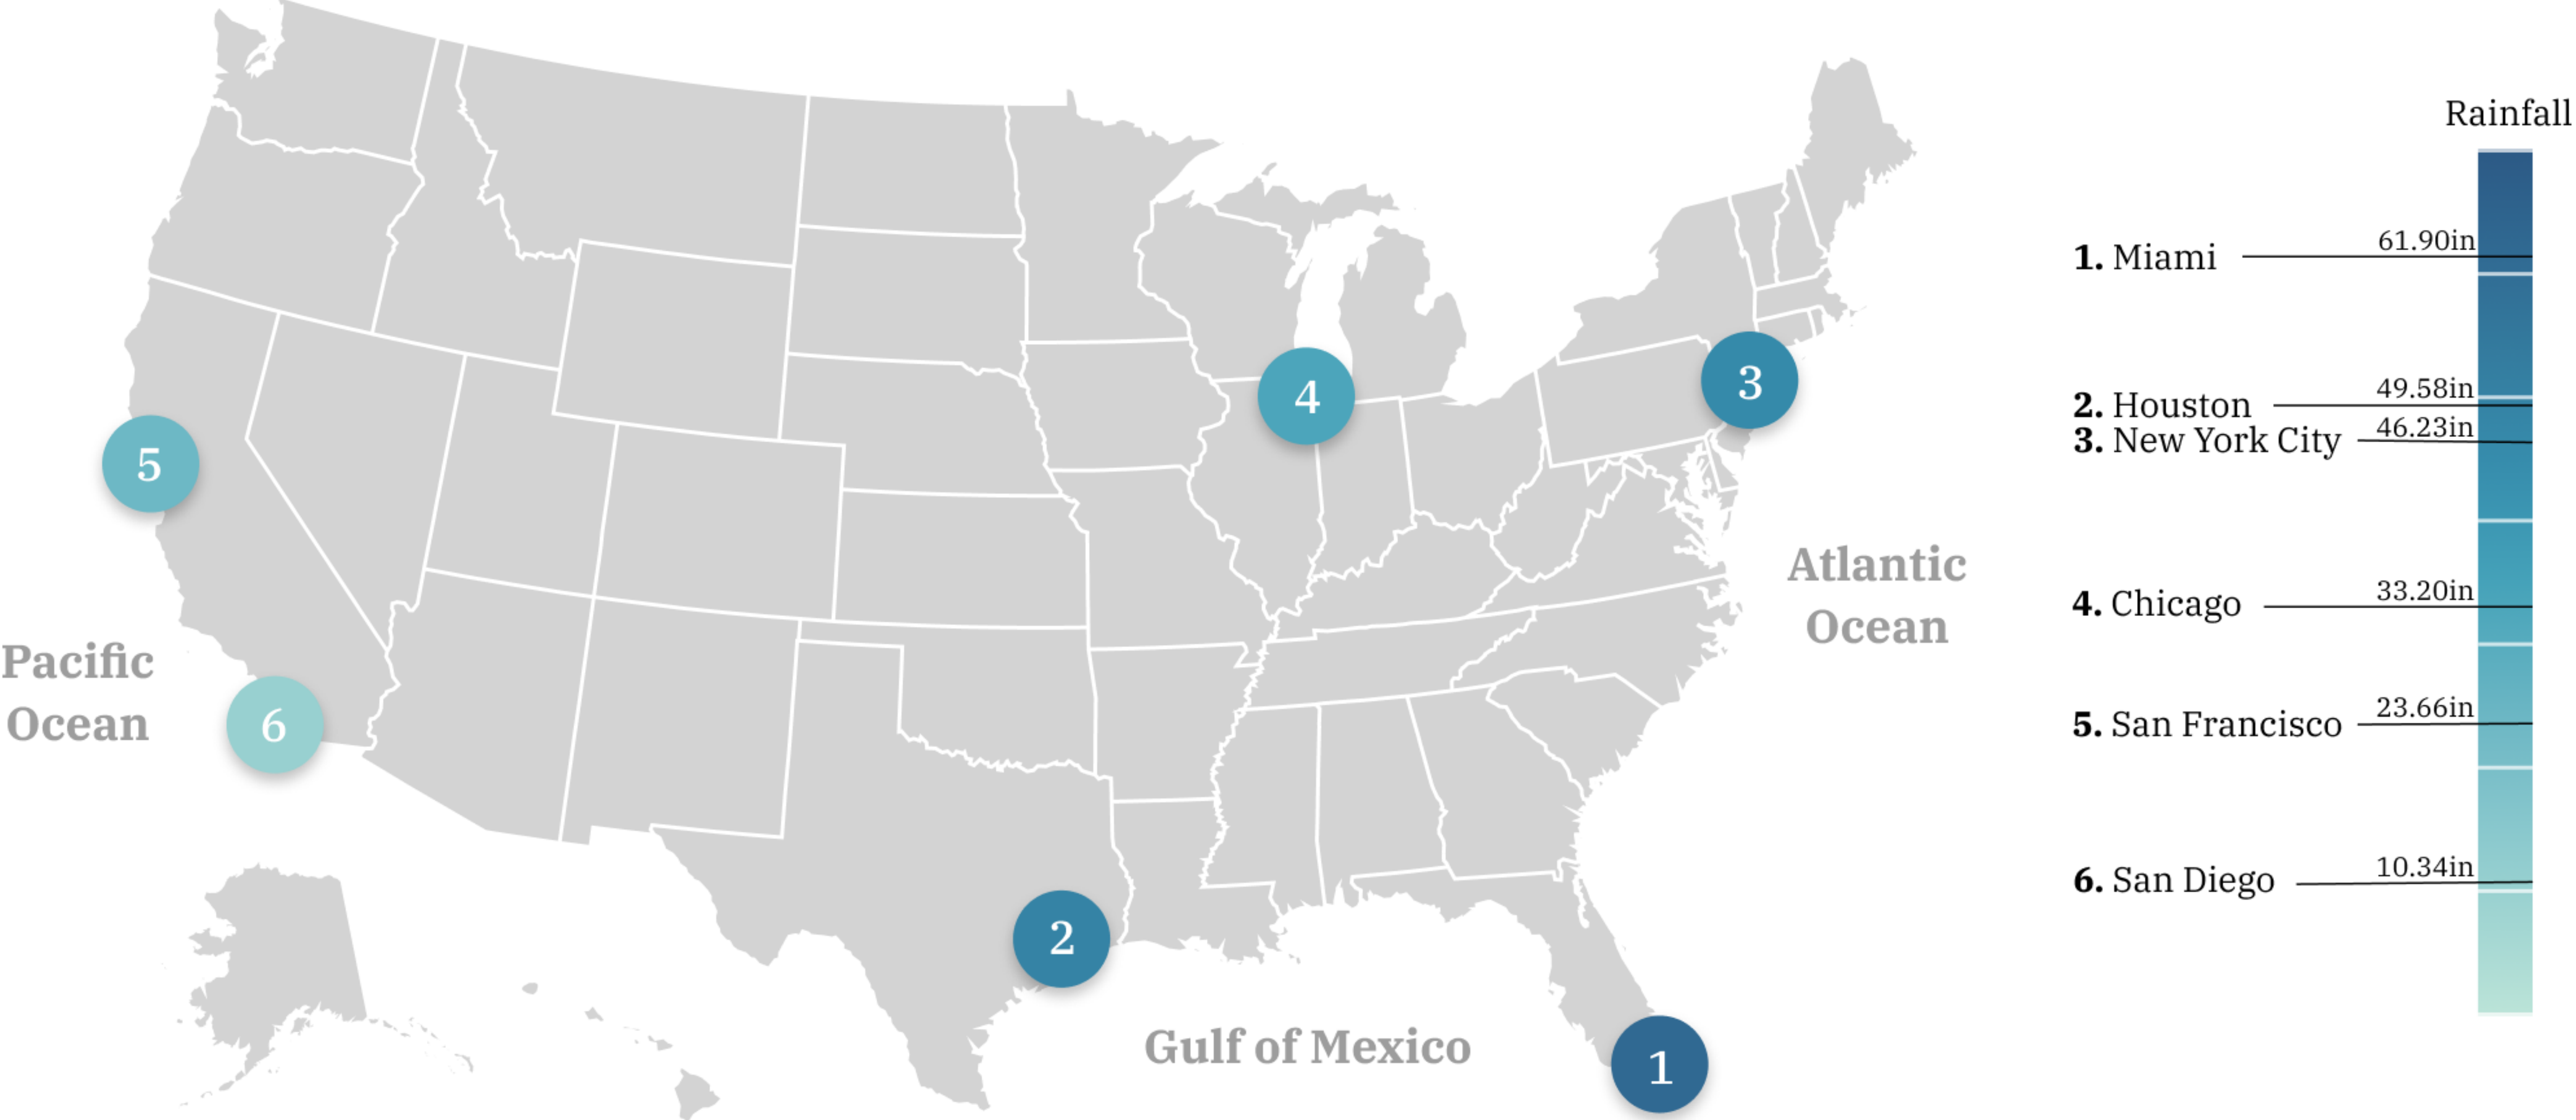 Rainfall
61.90in
1. Miami
49.58in
2. Houston
46.23in
3. New York City
33.20in
4. Chicago
23.66in
5. San Francisco
10.34in
6. San Diego
3
4
5
Atlantic
Ocean
Pacific
Ocean
6
2
Gulf of Mexico
1